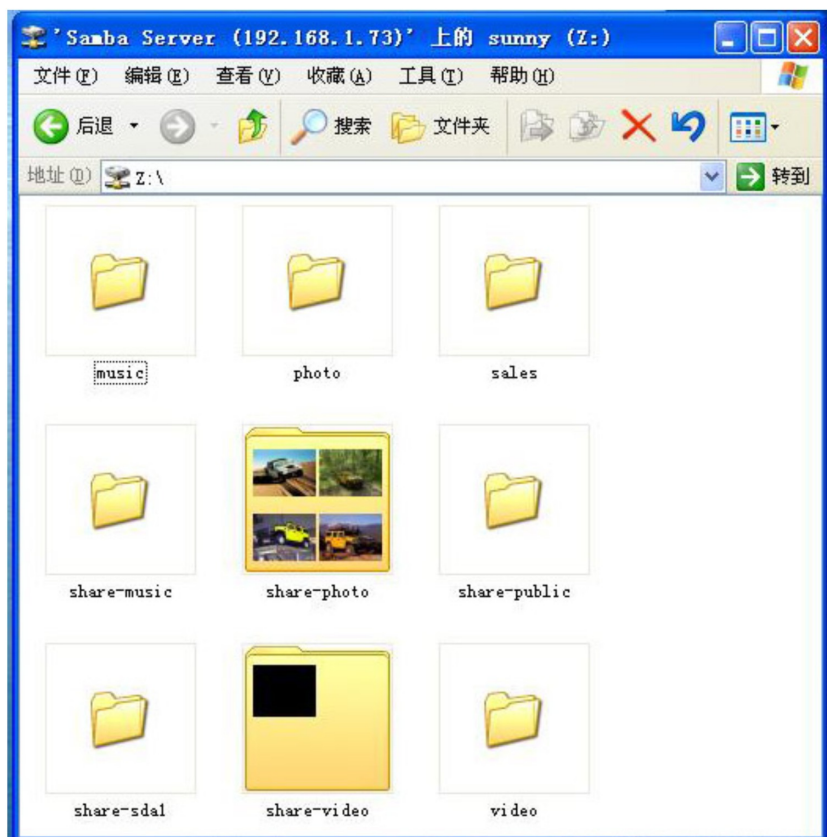 'Samba Server (192.168.1.73)' 上的 sunny (Z:)
文件(F) 编辑(E) 查看(V) 收藏(A) 工具(T) 帮助(H)
后退 搜索 文件夹
地址(D) Z:\ 转到
music photo sales
share-music share-photo share-public
share-sda1 share-video video